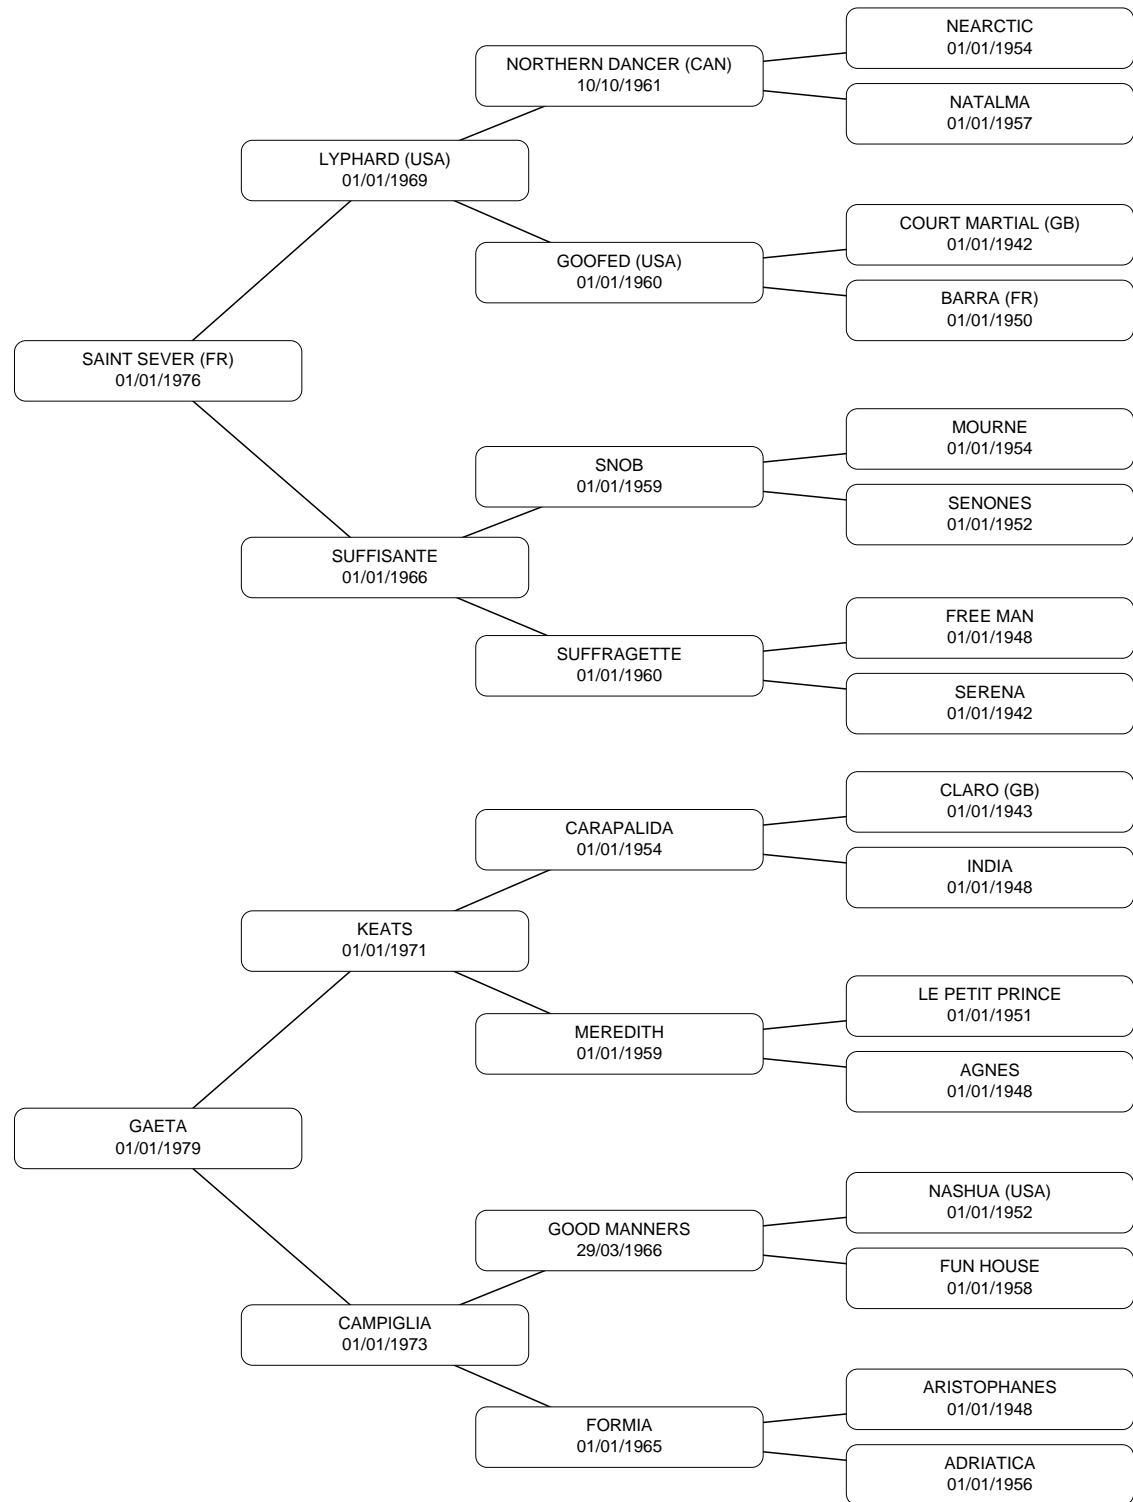 NEARCTIC
01/01/1954
NORTHERN DANCER (CAN)
10/10/1961
NATALMA
01/01/1957
LYPHARD (USA)
01/01/1969
COURT MARTIAL (GB)
01/01/1942
GOOFED (USA)
01/01/1960
BARRA (FR)
01/01/1950
SAINT SEVER (FR)
01/01/1976
MOURNE
01/01/1954
SNOB
01/01/1959
SENONES
01/01/1952
SUFFISANTE
01/01/1966
FREE MAN
01/01/1948
SUFFRAGETTE
01/01/1960
SERENA
01/01/1942
CLARO (GB)
01/01/1943
CARAPALIDA
01/01/1954
INDIA
01/01/1948
KEATS
01/01/1971
LE PETIT PRINCE
01/01/1951
MEREDITH
01/01/1959
AGNES
01/01/1948
GAETA
01/01/1979
NASHUA (USA)
01/01/1952
GOOD MANNERS
29/03/1966
FUN HOUSE
01/01/1958
CAMPIGLIA
01/01/1973
ARISTOPHANES
01/01/1948
FORMIA
01/01/1965
ADRIATICA
01/01/1956